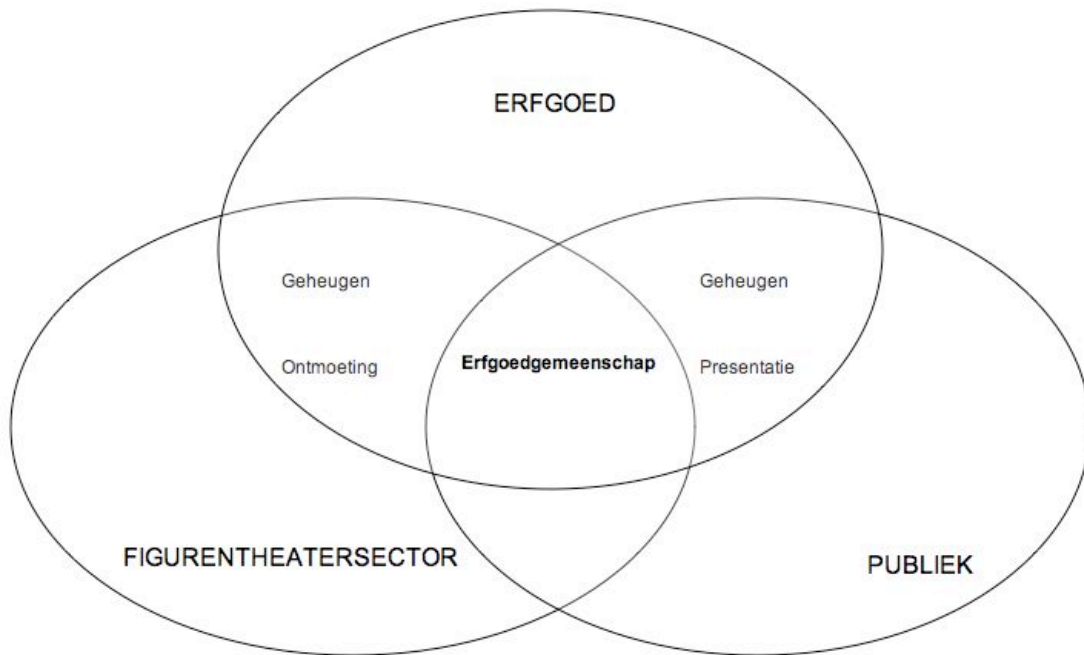 ERFGOED
Geheugen
Geheugen
Ontmoeting
Erfgoedgemeenschap
Presentatie
FIGURENTHEATERSECTOR
PUBLIEK